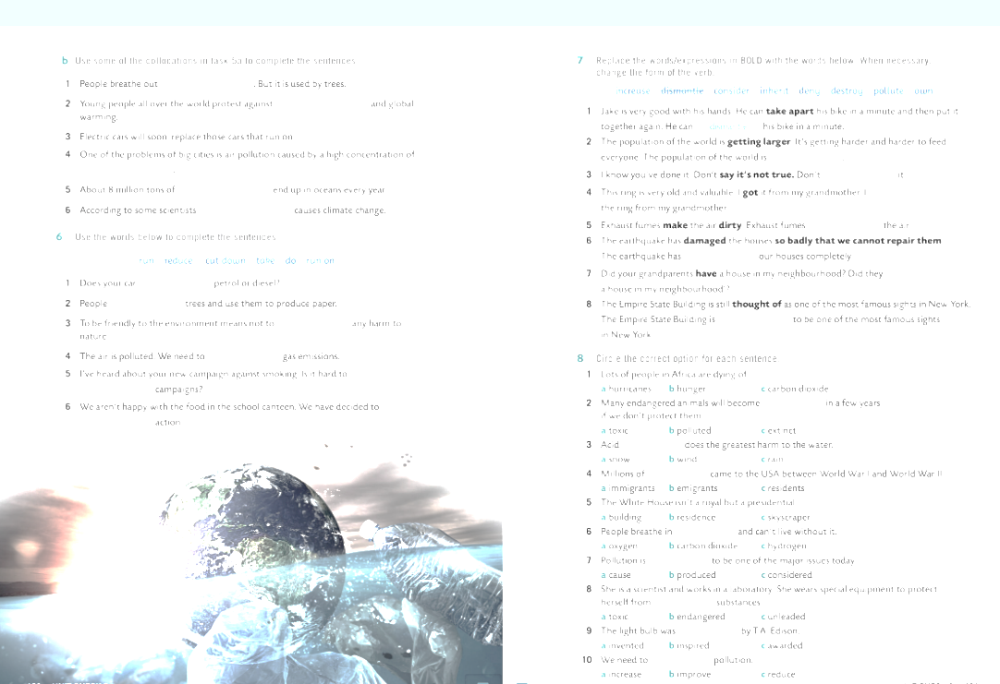 b Use some of the collocations in Task 5a to complete the sentences.
1 People breathe out . But it is used by trees.
2 Young people all over the world protest against and global
warming.
3 Electric cars will soon replace those cars that run on
4 One of the problems of big cities is air pollution caused by a high concentration of
.
5 About 8 million tons of end up in oceans every year.
6 According to some scientists causes climate change.
6 Use the words below to complete the sentences.
run reduce cut down take do run on
1 Does your car petrol or diesel?
2 People trees and use them to produce paper.
3 To be friendly to the environment means not to any harm to
nature.
4 The air is polluted. We need to gas emissions.
5 I've heard about your new campaign against smoking. Is it hard to
campaigns?
6 We aren't happy with the food in the school canteen. We have decided to
action.
7 Replace the words/expressions in BOLD with the words below. When necessary,
change the form of the verb.
increase dismantle consider inherit deny destroy pollute own
1 Jake is very good with his hands. He can take apart his bike in a minute and then put it
together again. He can dismantle his bike in a minute.
2 The population of the world is getting larger. It's getting harder and harder to feed
everyone. The population of the world is .
3 I know you've done it. Don't say it's not true. Don't it.
4 This ring is very old and valuable. I got it from my grandmother. I
the ring from my grandmother.
5 Exhaust fumes make the air dirty. Exhaust fumes the air.
6 The earthquake has damaged the houses so badly that we cannot repair them.
The earthquake has our houses completely.
7 Did your grandparents have a house in my neighbourhood? Did they
a house in my neighbourhood?
8 The Empire State Building is still thought of as one of the most famous sights in New York.
The Empire State Building is to be one of the most famous sights
in New York.
8 Circle the correct option for each sentence.
1 Lots of people in Africa are dying of
a hurricanes b hunger c carbon dioxide
2 Many endangered animals will become in a few years
if we don't protect them.
a toxic b polluted c extinct
3 Acid does the greatest harm to the water.
a snow b wind c rain
4 Millions of came to the USA between World War I and World War II.
a immigrants b emigrants c residents
5 The White House isn't a royal but a presidential
a building b residence c skyscraper
6 People breathe in and can't live without it.
a oxygen b carbon dioxide c hydrogen
7 Pollution is to be one of the major issues today.
a cause b produced c considered
8 She is a scientist and works in a laboratory. She wears special equipment to protect
herself from substances.
a toxic b endangered c unleaded
9 The light bulb was by T.A. Edison.
a invented b inspired c awarded
10 We need to pollution.
a increase b improve c reduce